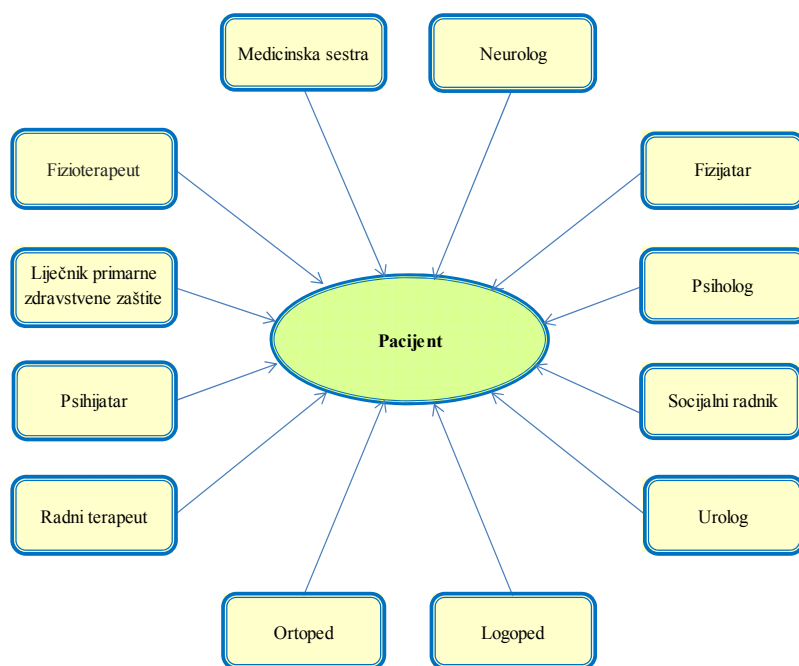 Medicinska sestra
Neurolog
Fizioterapeut
Fizijatar
Liječnik primarne
zdravstvene zaštite
Psiholog
Pacijent
Psihijatar
Socijalni radnik
Radni terapeut
Urolog
Ortoped
Logoped